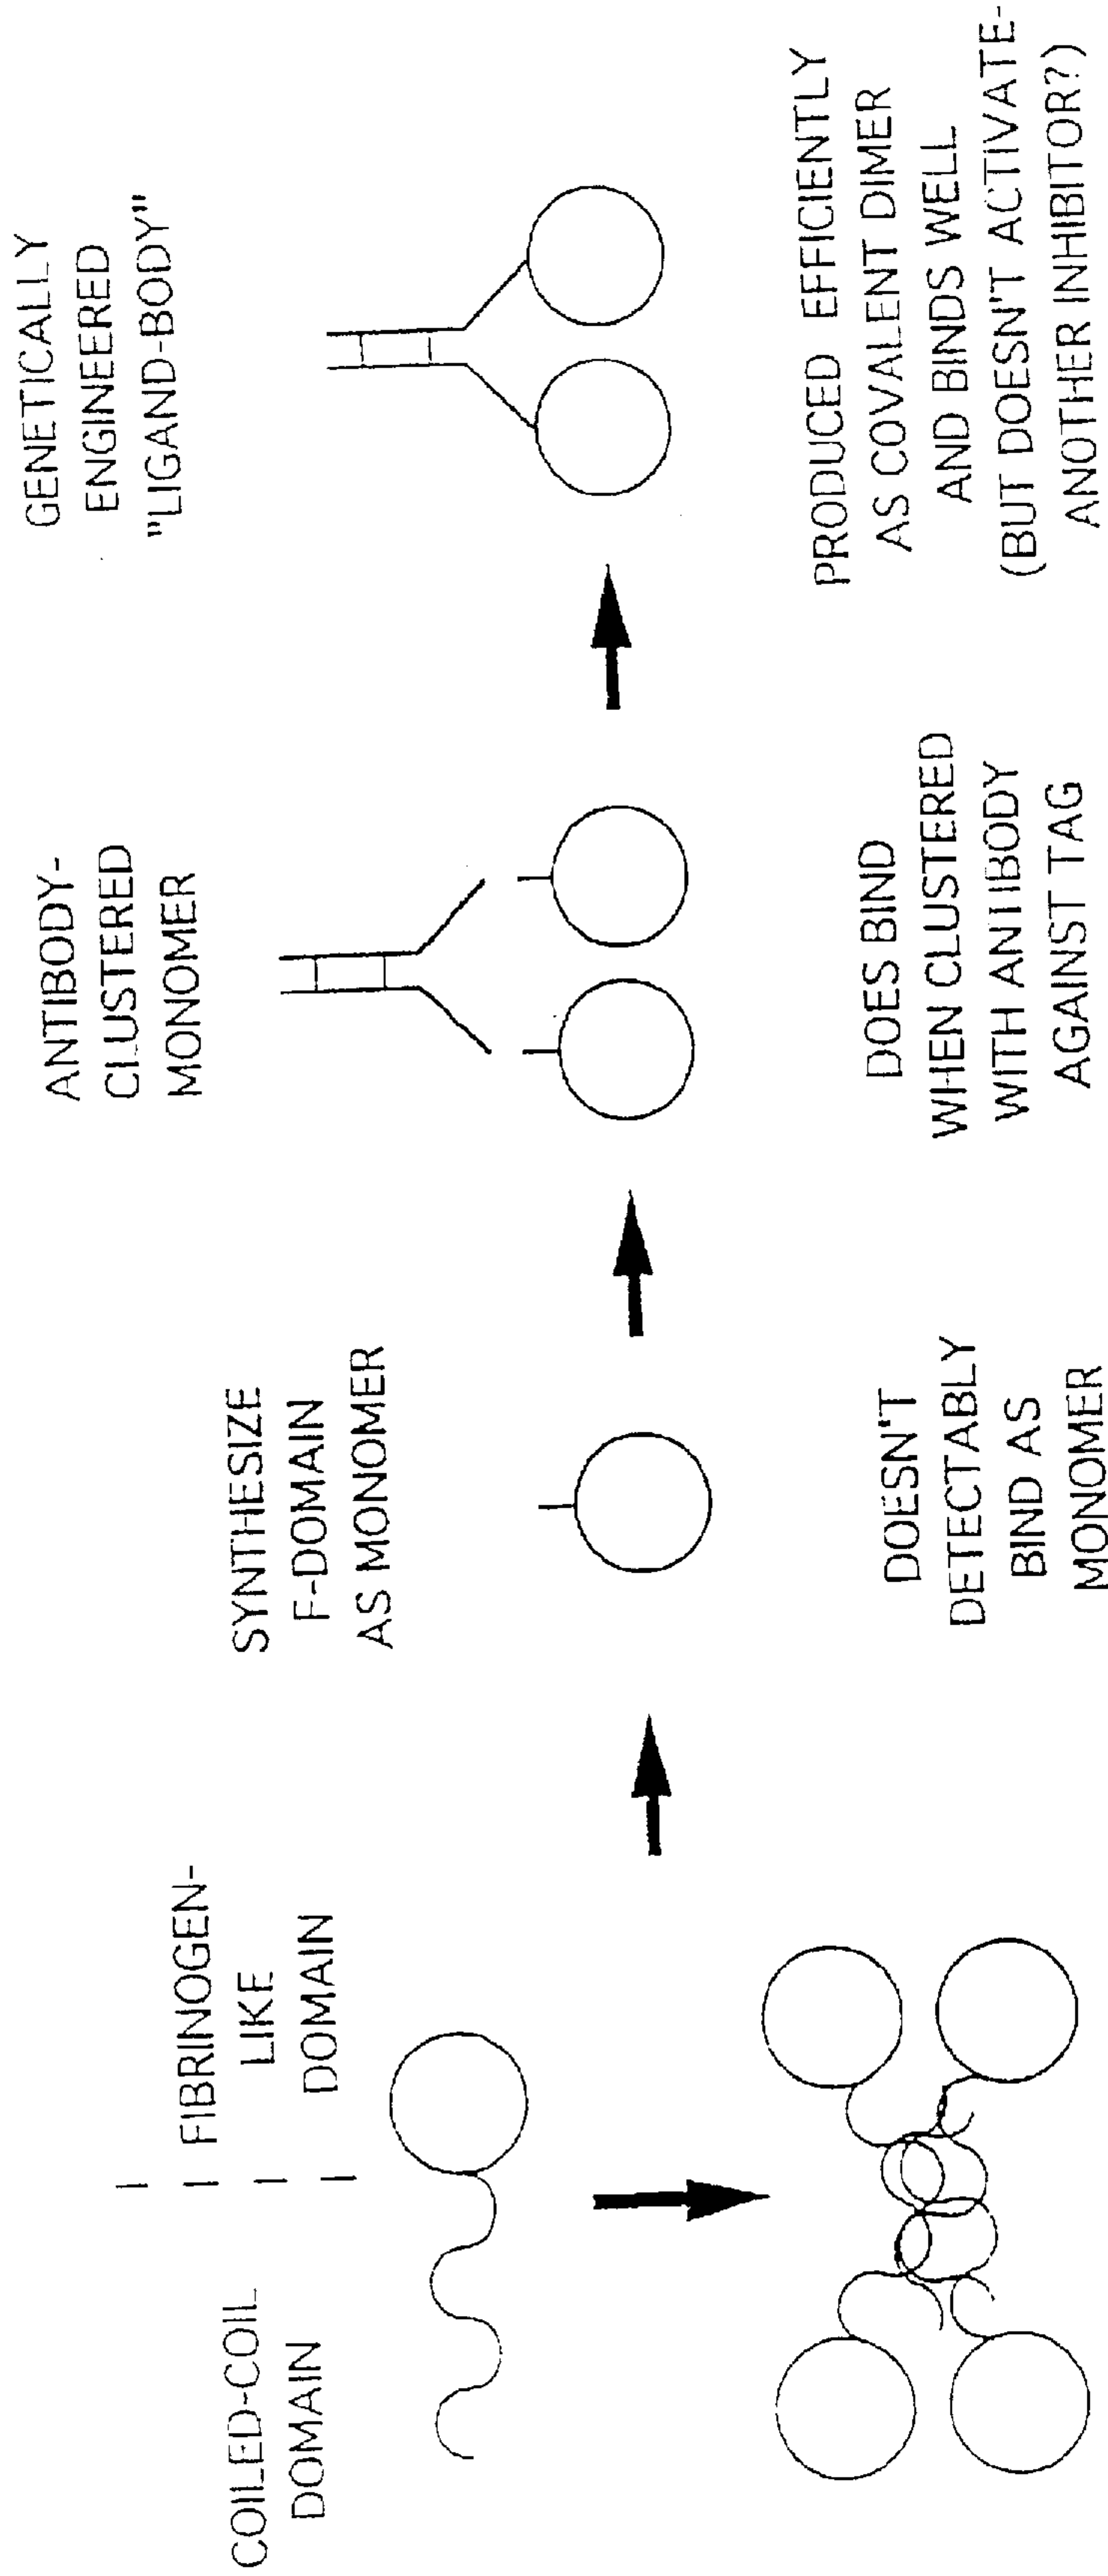 COILED-COIL
DOMAIN
FIBRINOGEN-
LIKE
DOMAIN
SYNTHESIZE
F-DOMAIN
AS MONOMER
DOESN'T
DETECTABLY
BIND AS
MONOMER
ANTIBODY-
CLUSTERED
MONOMER
DOES BIND
WHEN CLUSTERED
WITH ANTIBODY
AGAINST TAG
GENETICALLY
ENGINEERED
"LIGAND-BODY"
PRODUCED EFFICIENTLY
AS COVALENT DIMER
AND BINDS WELL
(BUT DOESN'T ACTIVATE-
ANOTHER INHIBITOR?)